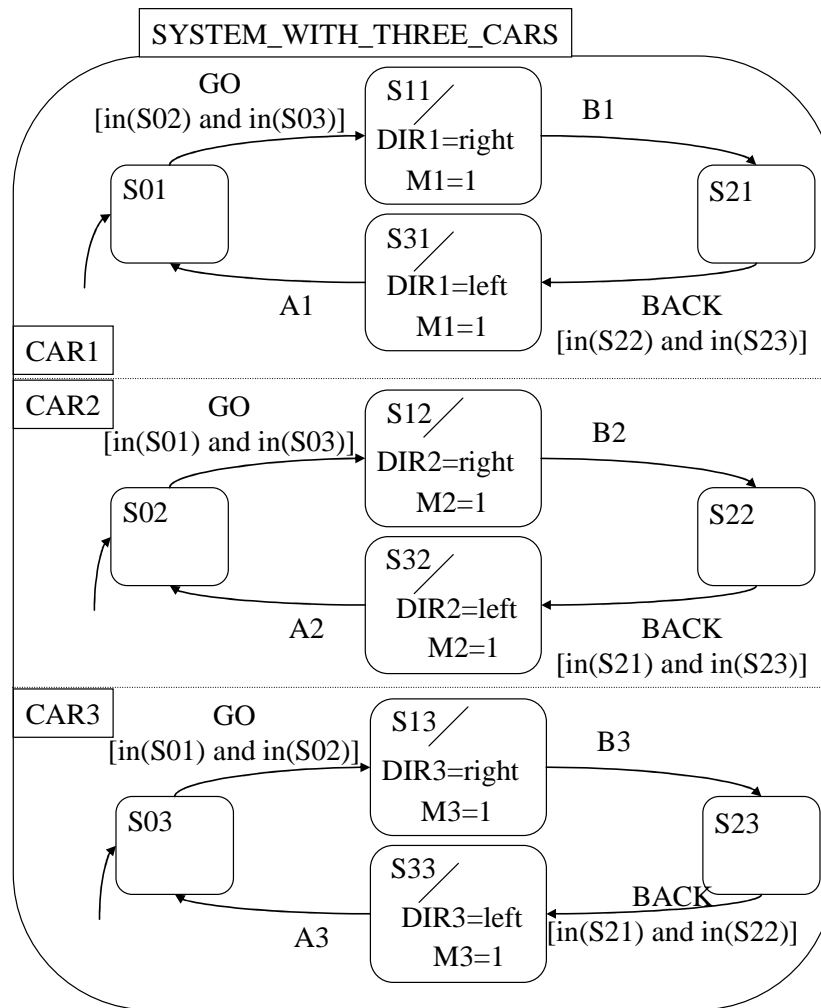 SYSTEM_WITH_THREE_CARS
GO
[in(S02) and in(S03)]
S11
DIR1=right
M1=1
B1
S01
S21
S31
DIR1=left
M1=1
A1
BACK
[in(S22) and in(S23)]
CAR1
CAR2
GO
[in(S01) and in(S03)]
S12
DIR2=right
M2=1
B2
S02
S22
S32
DIR2=left
M2=1
A2
BACK
[in(S21) and in(S23)]
CAR3
GO
[in(S01) and in(S02)]
S13
DIR3=right
M3=1
B3
S03
S23
S33
DIR3=left
M3=1
A3
BACK
[in(S21) and in(S22)]